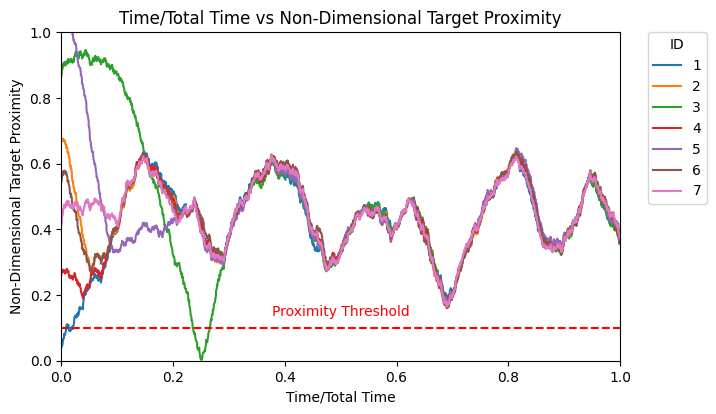 Time/Total Time vs Non-Dimensional Target Proximity
Non-Dimensional Target Proximity
1.0
0.8
0.6
0.4
0.2
0.0
Proximity Threshold
0.0 0.2 0.4 0.6 0.8 1.0
Time/Total Time
ID
1
2
3
4
5
6
7